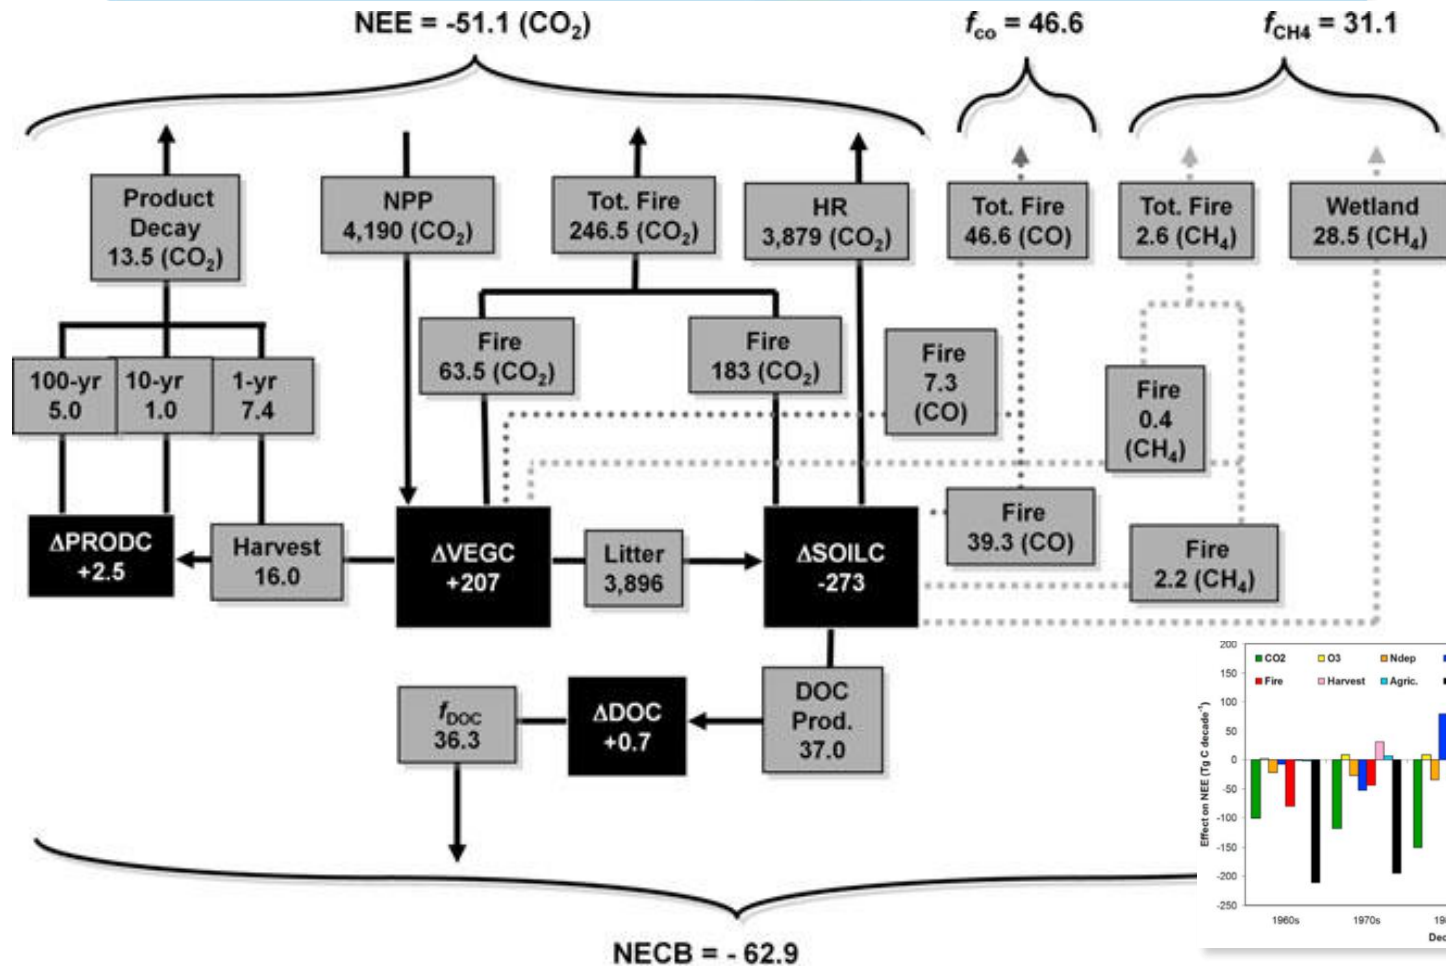 NEE = -51.1 (CO₂)
f_co = 46.6
f_CH4 = 31.1
Product
Decay
13.5 (CO₂)
NPP
4,190 (CO₂)
Tot. Fire
246.5 (CO₂)
HR
3,879 (CO₂)
Tot. Fire
46.6 (CO)
Tot. Fire
2.6 (CH₄)
Wetland
28.5 (CH₄)
100-yr
5.0
10-yr
1.0
1-yr
7.4
Fire
63.5 (CO₂)
Fire
183 (CO₂)
Fire
7.3
(CO)
Fire
0.4
(CH₄)
ΔPRODC
+2.5
Harvest
16.0
ΔVEGC
+207
Litter
3,896
ΔSOILC
-273
Fire
39.3 (CO)
Fire
2.2 (CH₄)
f_DOC
36.3
ΔDOC
+0.7
DOC
Prod.
37.0
NECB = - 62.9
CO2 O3 Ndep
Fire Harvest Agric.
Effect on NEE (Tg C decade⁻¹)
200
150
100
50
0
-50
-100
-150
-200
-250
1960s 1970s